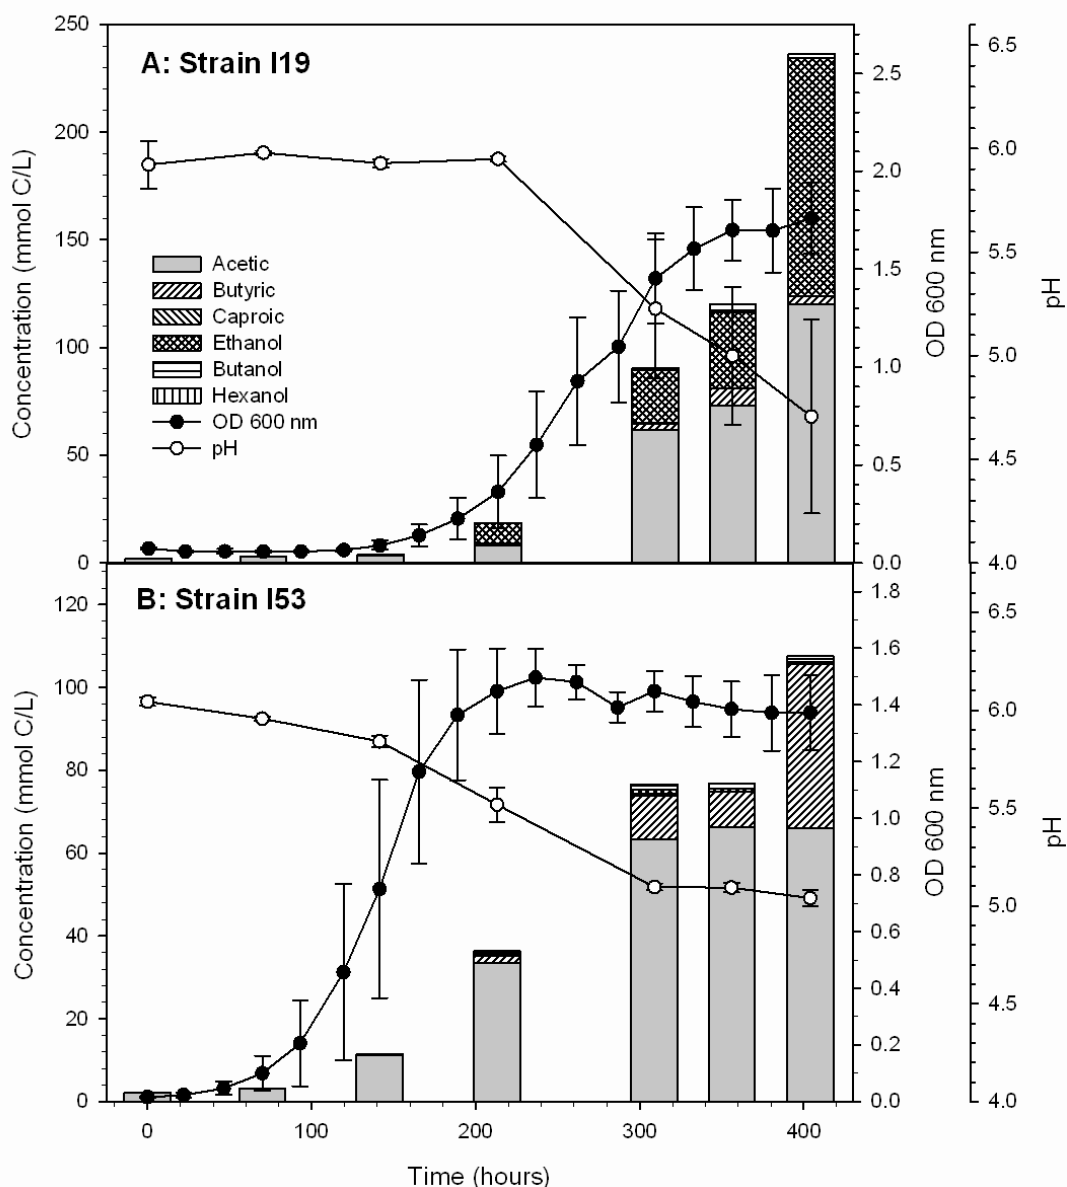 A: Strain I19
Concentration (mmol C/L)
250
200
150
100
50
0
Acetic
Butyric
Caproic
Ethanol
Butanol
Hexanol
OD 600 nm
pH
2.5
2.0
1.5
1.0
0.5
0.0
OD 600 nm
6.5
6.0
5.5
5.0
4.5
4.0
pH
B: Strain I53
Concentration (mmol C/L)
120
100
80
60
40
20
0
1.8
1.6
1.4
1.2
1.0
0.8
0.6
0.4
0.2
0.0
OD 600 nm
6.5
6.0
5.5
5.0
4.5
4.0
pH
0 100 200 300 400
Time (hours)